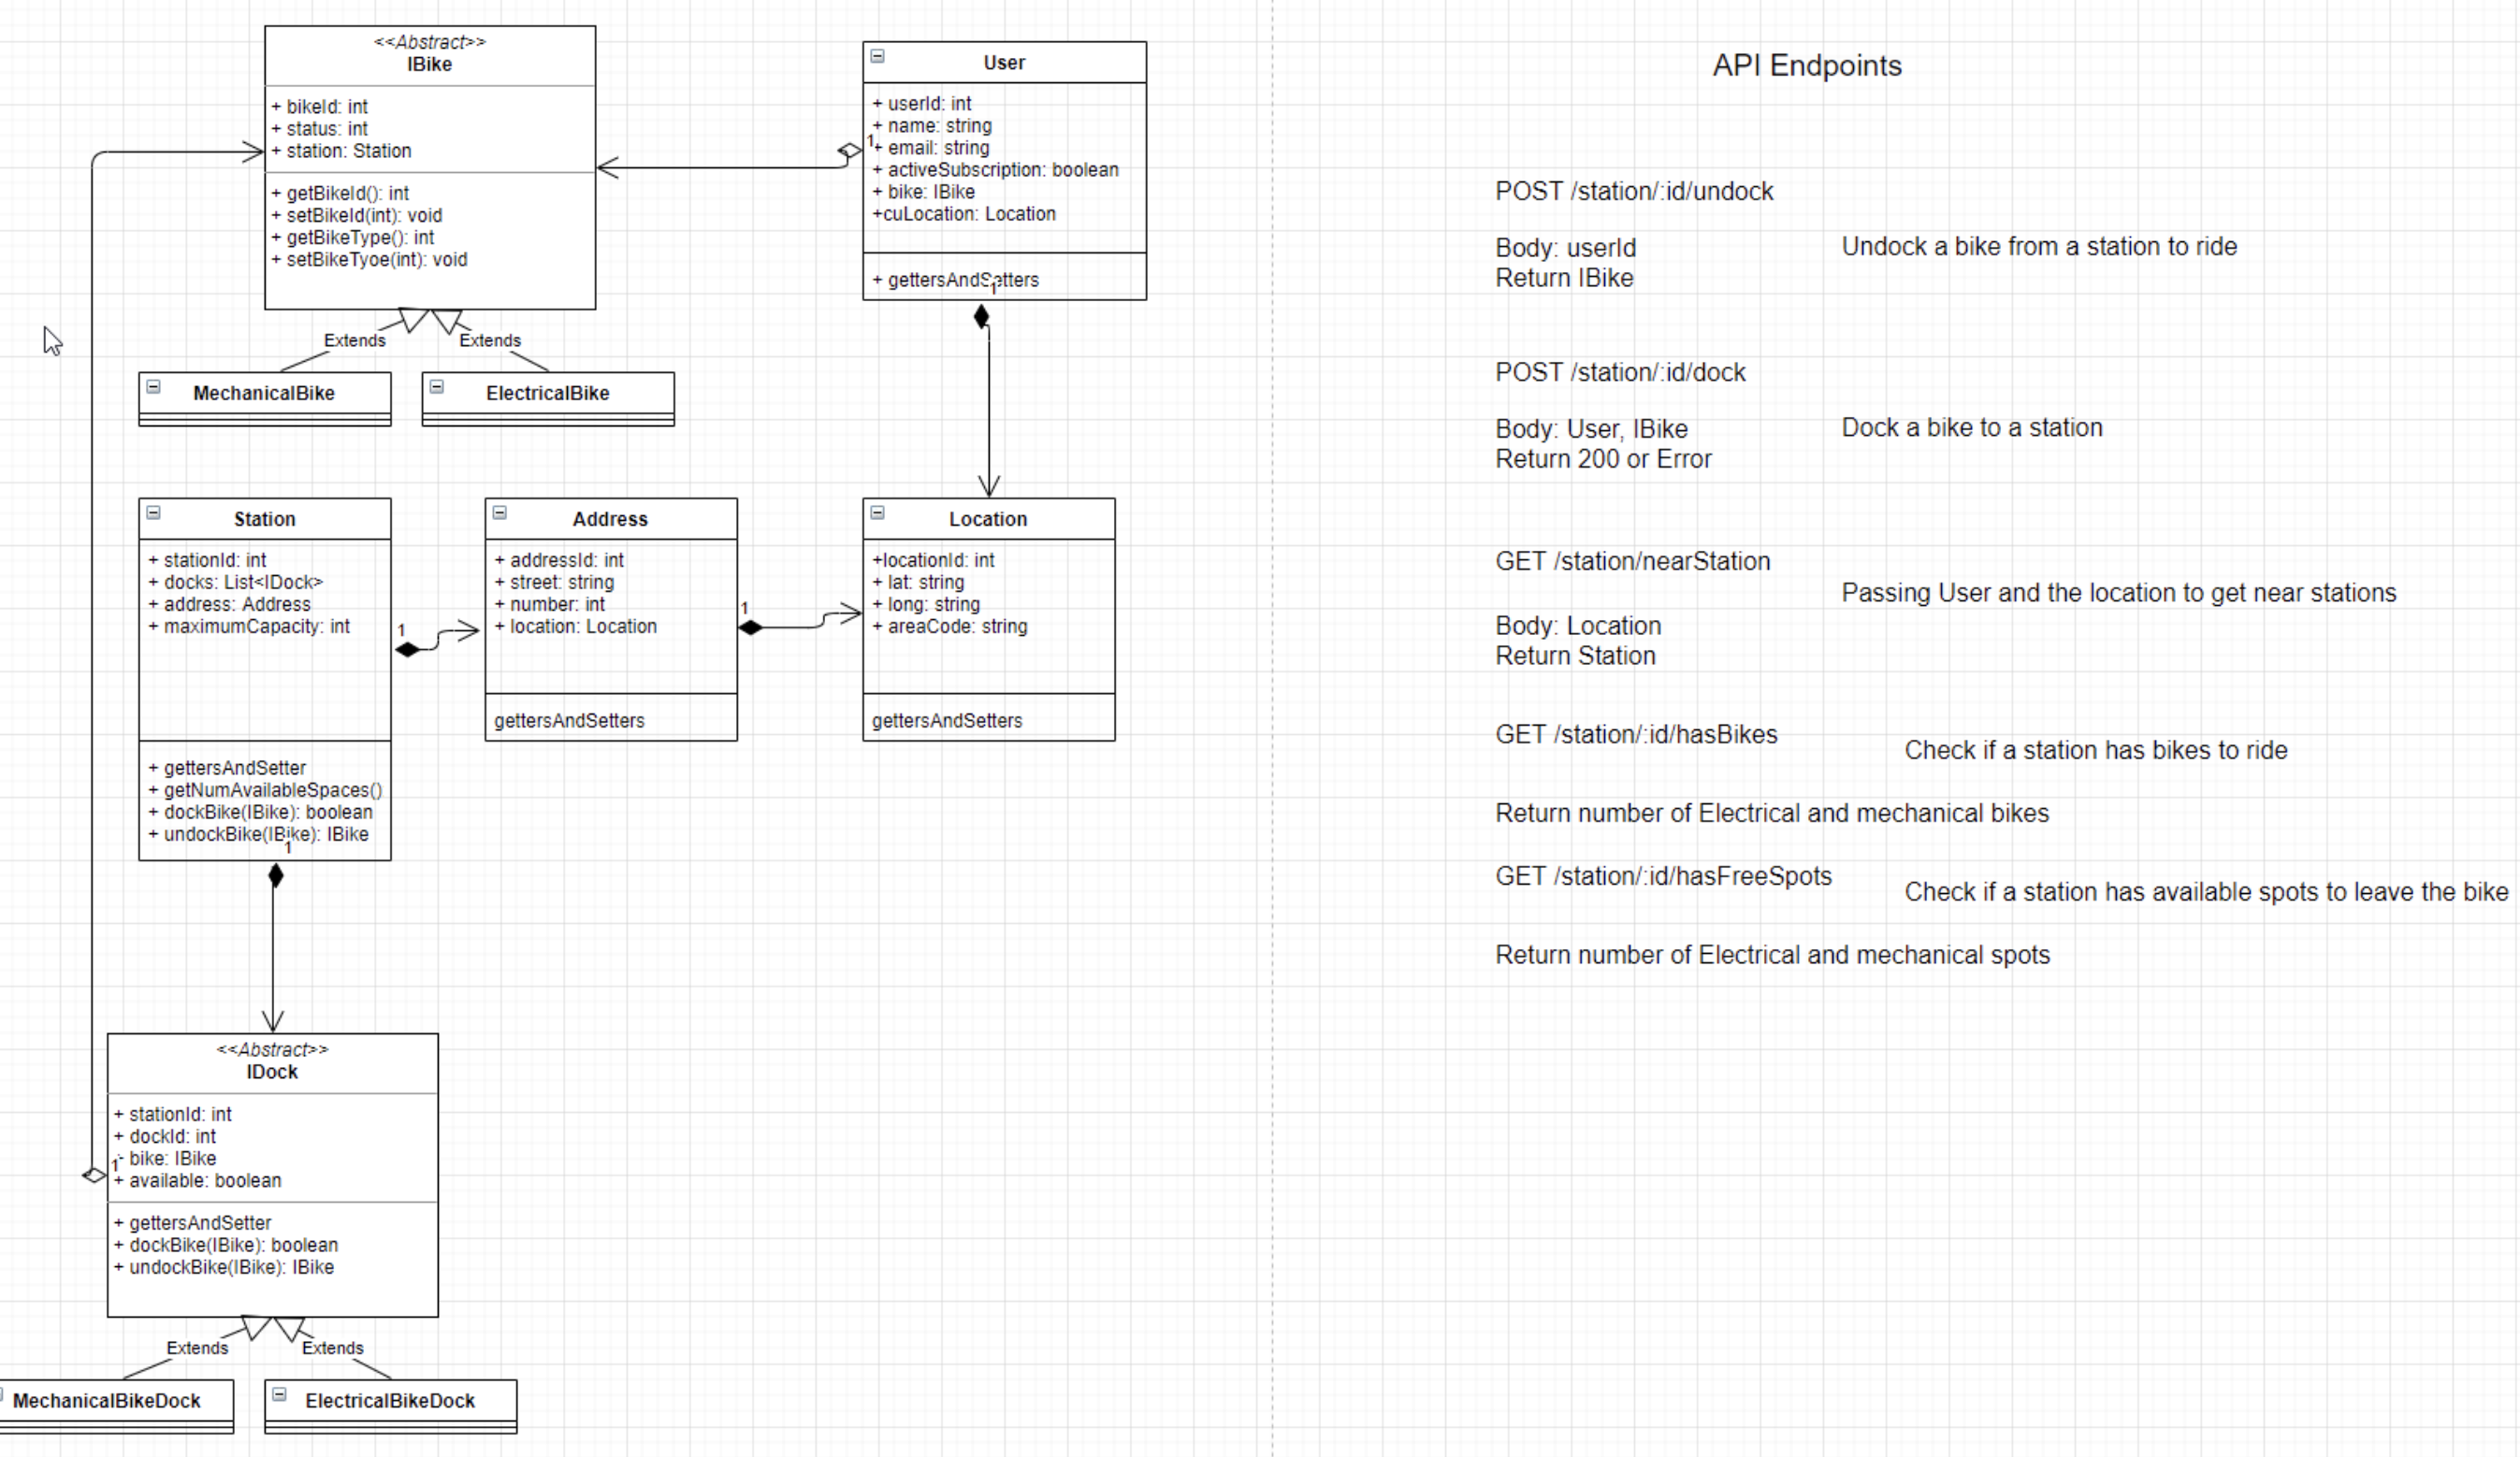 <<Abstract>>
IBike
+ bikeId: int
+ status: int
+ station: Station
+ getBikeId(): int
+ setBikeId(int): void
+ getBikeType(): int
+ setBikeTyoe(int): void
Extends
Extends
MechanicalBike
ElectricalBike
User
+ userId: int
+ name: string
1
+ email: string
+ activeSubscription: boolean
+ bike: IBike
+cuLocation: Location
+ gettersAndSetters
1
Station
+ stationId: int
+ docks: List<IDock>
+ address: Address
+ maximumCapacity: int
1
+ gettersAndSetter
+ getNumAvailableSpaces()
+ dockBike(IBike): boolean
+ undockBike(IBike): IBike
1
Address
+ addressId: int
+ street: string
+ number: int
+ location: Location
1
gettersAndSetters
Location
+locationId: int
+ lat: string
+ long: string
+ areaCode: string
gettersAndSetters
<<Abstract>>
IDock
+ stationId: int
+ dockId: int
+ bike: IBike
1
+ available: boolean
+ gettersAndSetter
+ dockBike(IBike): boolean
+ undockBike(IBike): IBike
Extends
Extends
MechanicalBikeDock
ElectricalBikeDock
API Endpoints
POST /station/:id/undock
Body: userId
Return IBike
Undock a bike from a station to ride
POST /station/:id/dock
Body: User, IBike
Return 200 or Error
Dock a bike to a station
GET /station/nearStation
Passing User and the location to get near stations
Body: Location
Return Station
GET /station/:id/hasBikes
Check if a station has bikes to ride
Return number of Electrical and mechanical bikes
GET /station/:id/hasFreeSpots
Check if a station has available spots to leave the bike
Return number of Electrical and mechanical spots